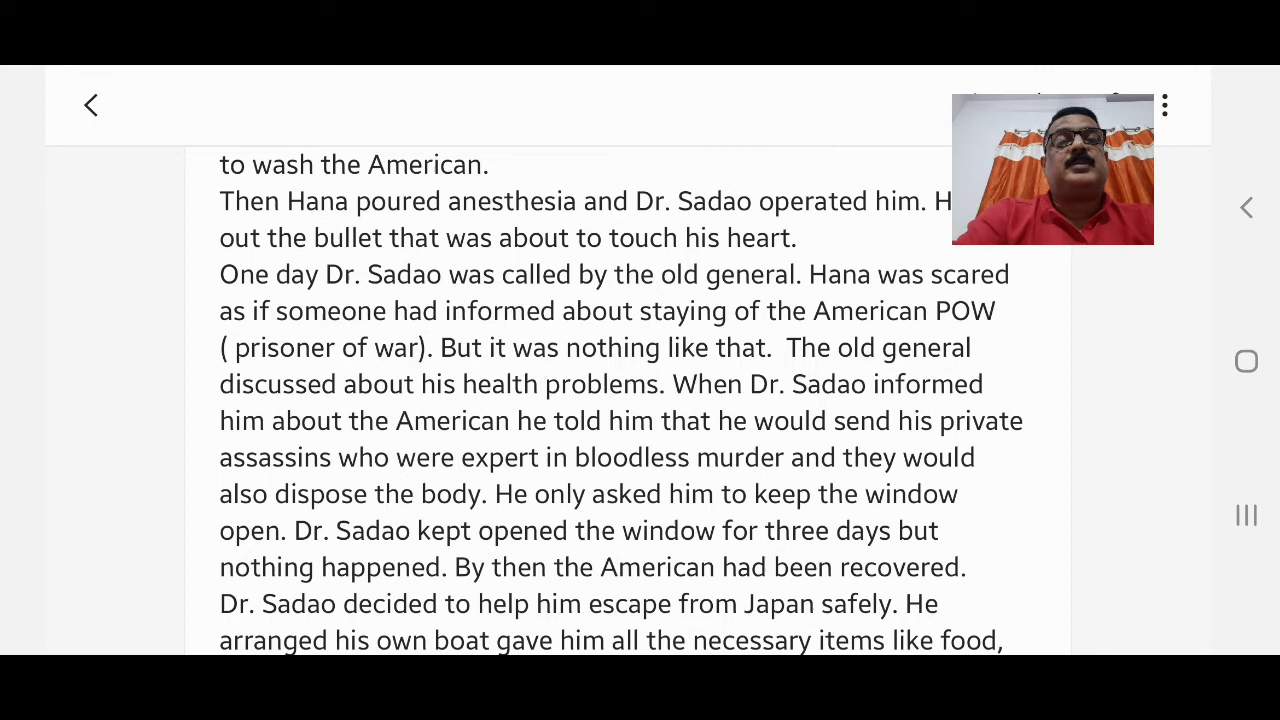 to wash the American.
Then Hana poured anesthesia and Dr. Sadao operated him. H
out the bullet that was about to touch his heart.
One day Dr. Sadao was called by the old general. Hana was scared
as if someone had informed about staying of the American POW
( prisoner of war). But it was nothing like that.  The old general
discussed about his health problems. When Dr. Sadao informed
him about the American he told him that he would send his private
assassins who were expert in bloodless murder and they would
also dispose the body. He only asked him to keep the window
open. Dr. Sadao kept opened the window for three days but
nothing happened. By then the American had been recovered.
Dr. Sadao decided to help him escape from Japan safely. He
arranged his own boat gave him all the necessary items like food,